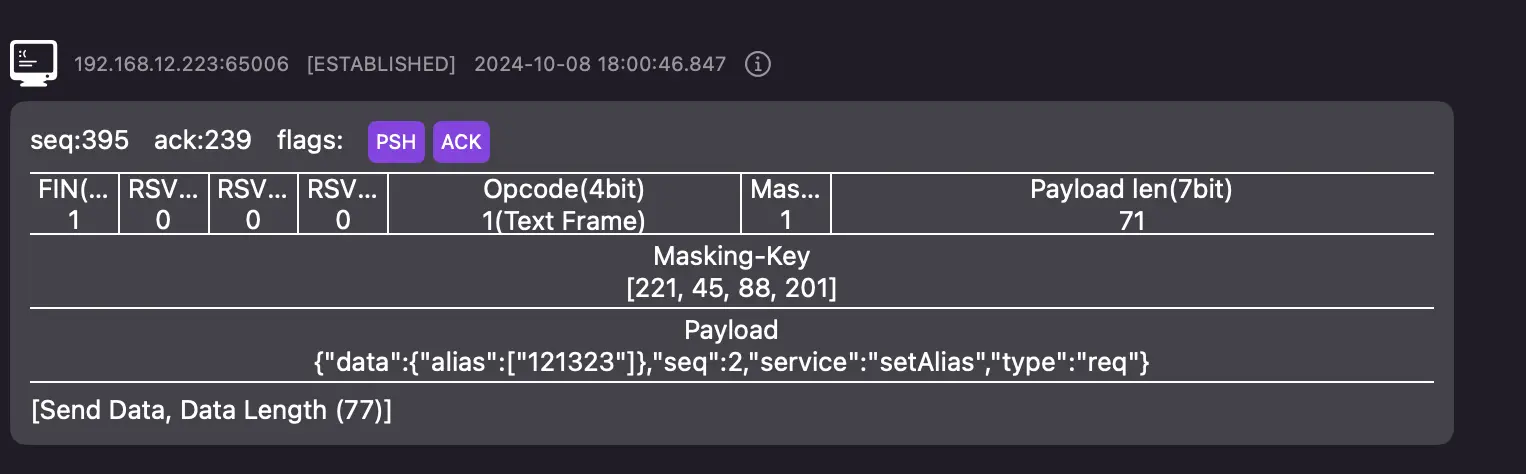 192.168.12.223:65006 [ESTABLISHED] 2024-10-08 18:00:46.847
seq:395 ack:239 flags: PSH ACK
FIN(... RSV... RSV... RSV... Opcode(4bit) Mas... Payload len(7bit)
1 0 0 0 1(Text Frame) 1 71
Masking-Key
[221, 45, 88, 201]
Payload
{"data":{"alias":["121323"]},"seq":2,"service":"setAlias","type":"req"}
[Send Data, Data Length (77)]